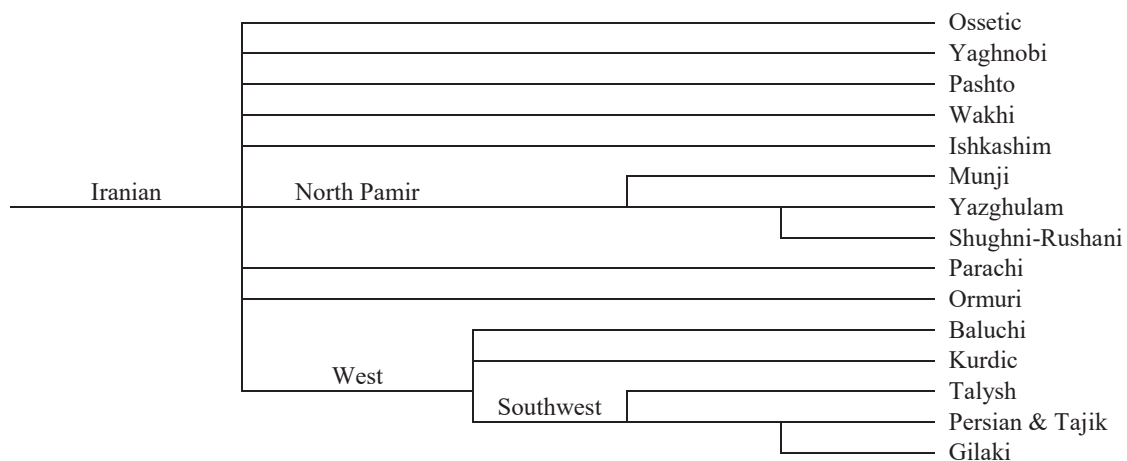 Ossetic
Yaghnobi
Pashto
Wakhi
Ishkashim
Munji
Iranian
North Pamir
Yazghulam
Shughni-Rushani
Parachi
Ormuri
Baluchi
Kurdic
West
Talysh
Southwest
Persian & Tajik
Gilaki